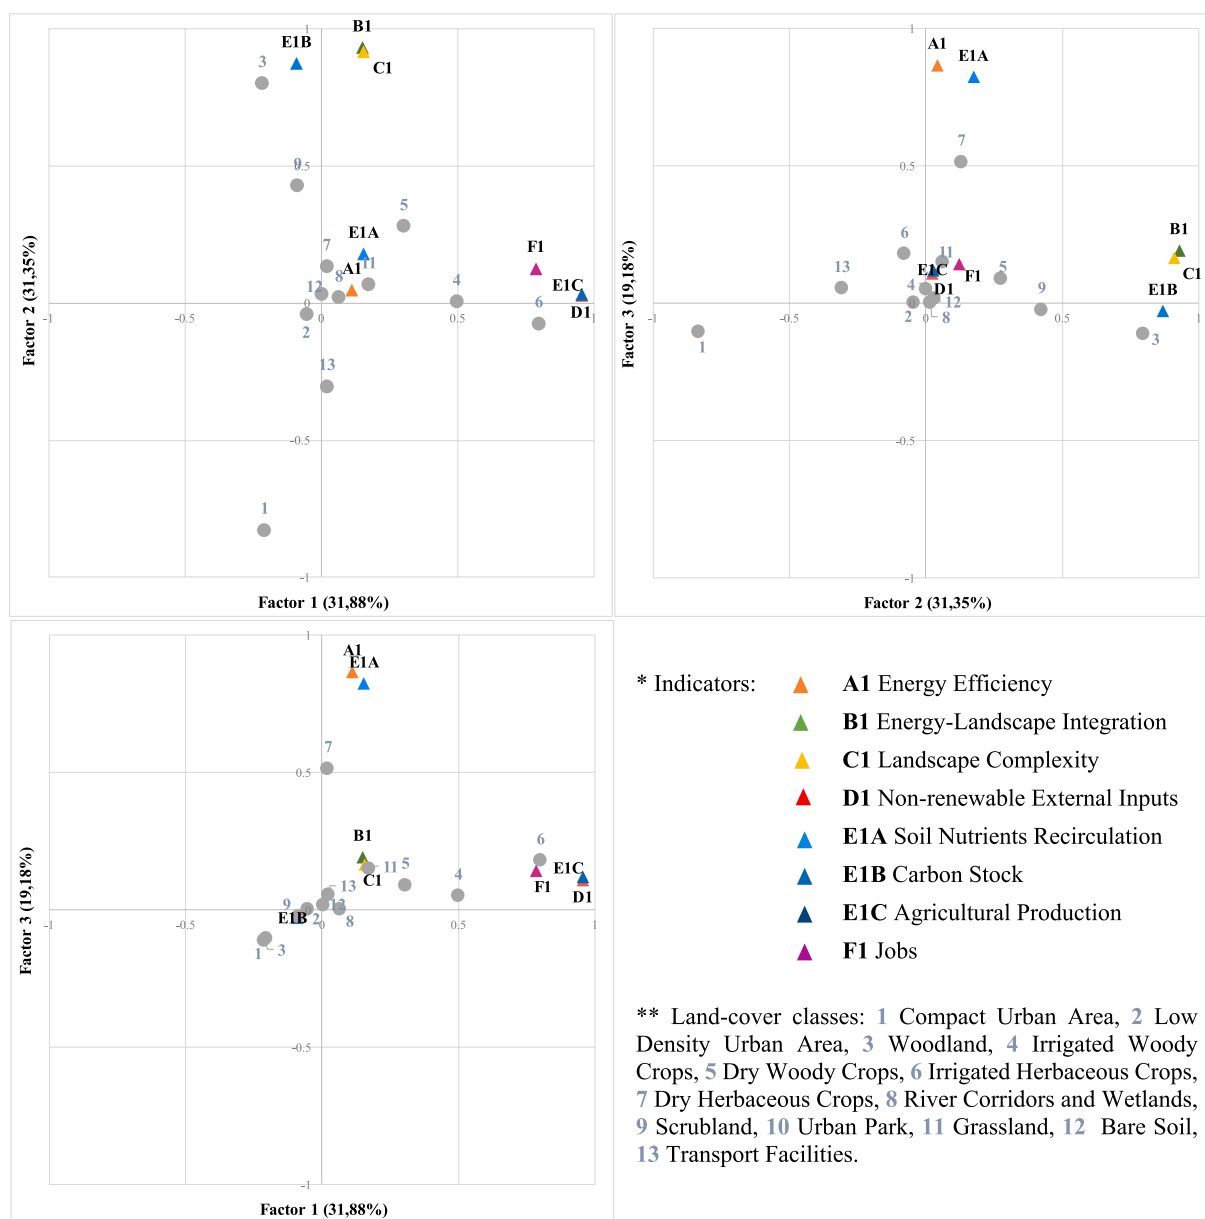 B1
E1B
C1
3
9
0.5
5
E1A
7
F1
A1
11
8
12
4
E1C
6
D1
2
13
1
-1
-0.5
0
0.5
1
-0.5
1
-1
Factor 2 (31,35%)
Factor 1 (31,88%)
1
A1
E1A
7
0.5
B1
6
11
C1
13
E1C
F1
5
4
D1
9
E1B
12
2
8
3
1
-1
-0.5
0
0.5
1
-0.5
-1
Factor 3 (19,18%)
Factor 2 (31,35%)
1
A1
E1A
7
0.5
B1
6
11
5
E1C
C1
4
F1
D1
13
9
12
E1B
2
8
1
3
-1
-0.5
0
0.5
1
-0.5
-1
Factor 3 (19,18%)
Factor 1 (31,88%)
* Indicators:
A1 Energy Efficiency
B1 Energy-Landscape Integration
C1 Landscape Complexity
D1 Non-renewable External Inputs
E1A Soil Nutrients Recirculation
E1B Carbon Stock
E1C Agricultural Production
F1 Jobs
** Land-cover classes: 1 Compact Urban Area, 2 Low
Density Urban Area, 3 Woodland, 4 Irrigated Woody
Crops, 5 Dry Woody Crops, 6 Irrigated Herbaceous Crops,
7 Dry Herbaceous Crops, 8 River Corridors and Wetlands,
9 Scrubland, 10 Urban Park, 11 Grassland, 12 Bare Soil,
13 Transport Facilities.